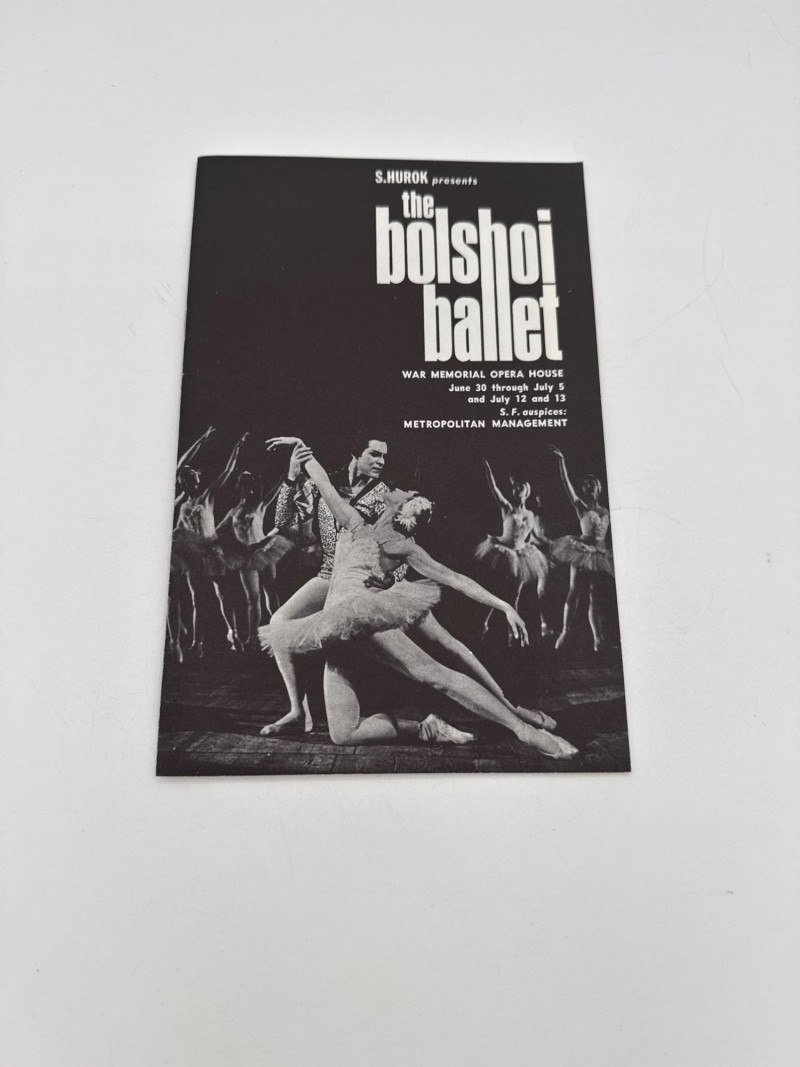 S.HUROK presents
the
bolshoi
ballet
WAR MEMORIAL OPERA HOUSE
June 30 through July 5
and July 12 and 13
S. F. auspices:
METROPOLITAN MANAGEMENT